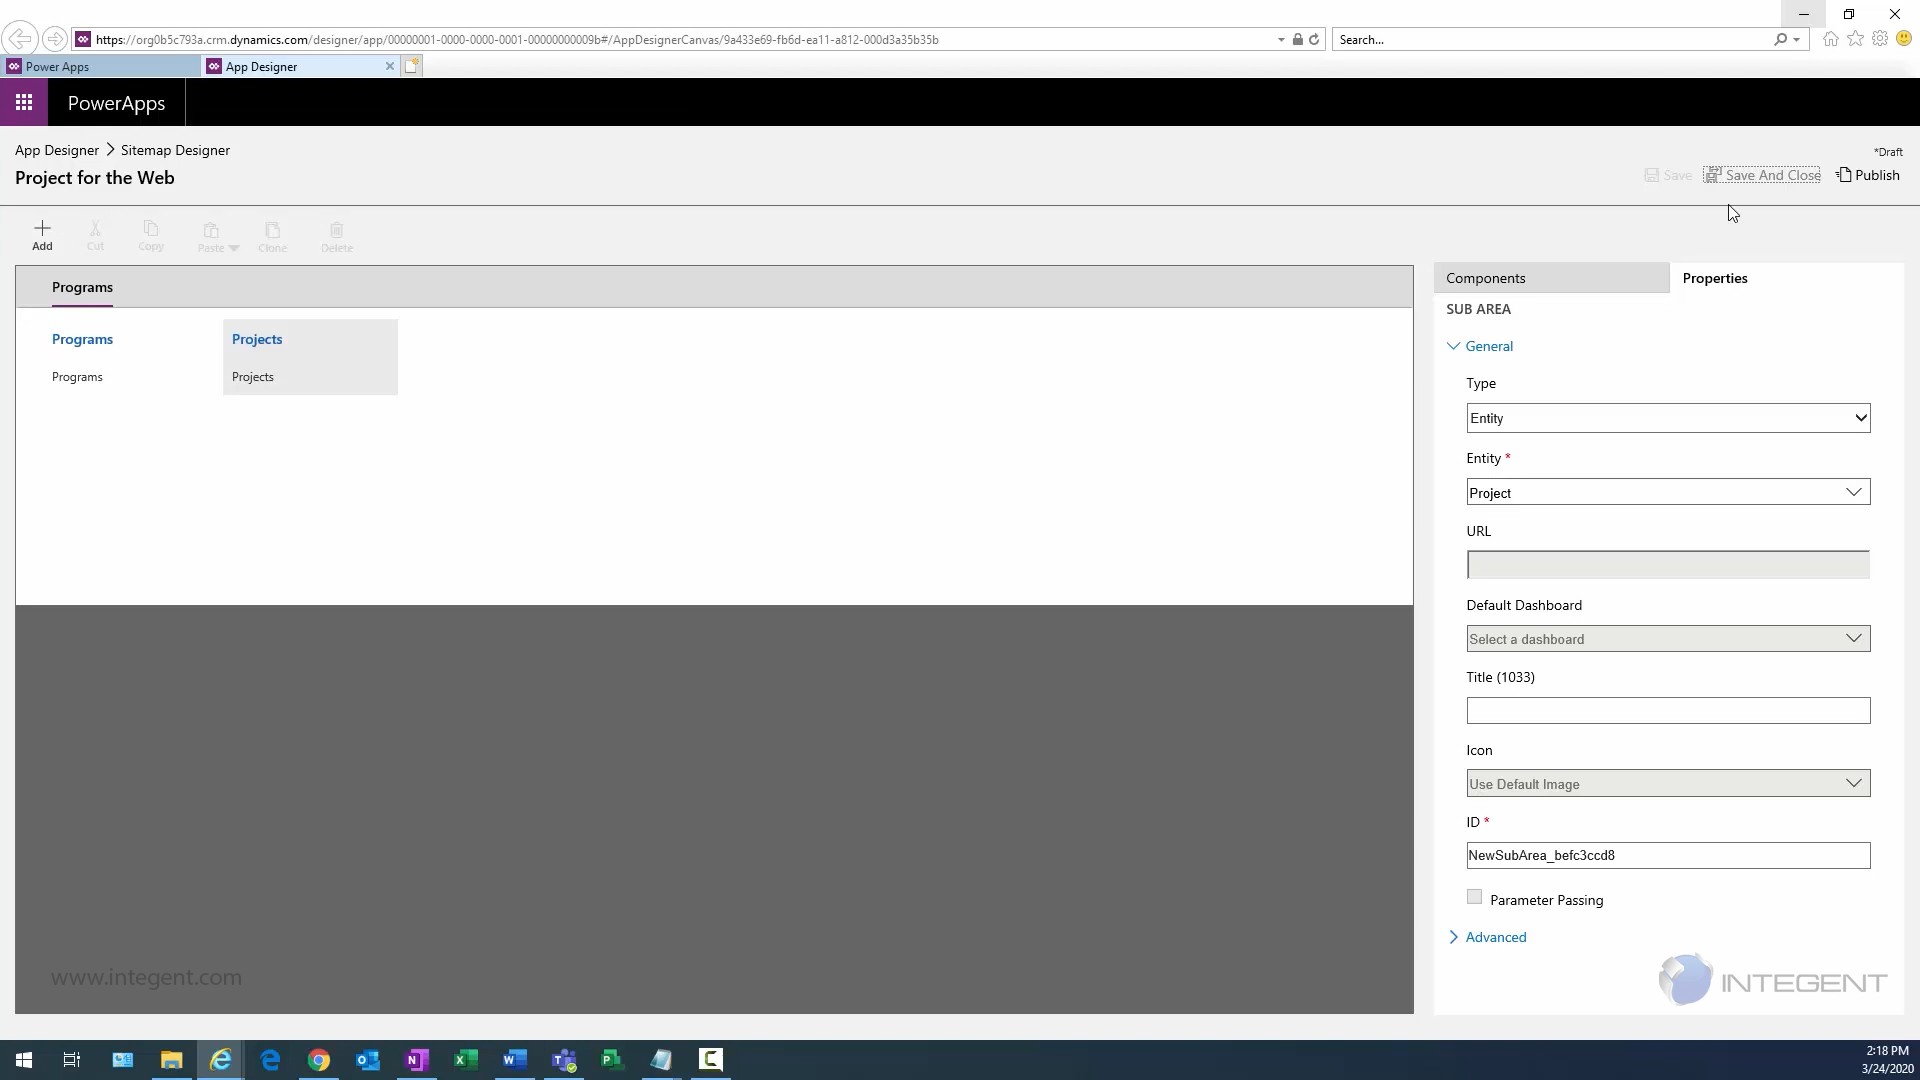 https://org0b5c793a.crm.dynamics.com/designer/app/00000001-0000-0000-0001-00000000009b#/AppDesignerCanvas/9a433e69-fb6d-ea11-a812-000d3a35b35b
Search...
Power Apps
App Designer
PowerApps
App Designer > Sitemap Designer
*Draft
Project for the Web
Save
Save And Close
Publish
Add
Cut
Copy
Paste
Clone
Delete
Programs
Components
Properties
SUB AREA
Programs
Projects
General
Programs
Projects
Type
Entity
Entity *
Project
URL
Default Dashboard
Select a dashboard
Title (1033)
Icon
Use Default Image
ID *
NewSubArea_befc3ccd8
Parameter Passing
Advanced
www.integent.com
INTEGENT
2:18 PM
3/24/2020